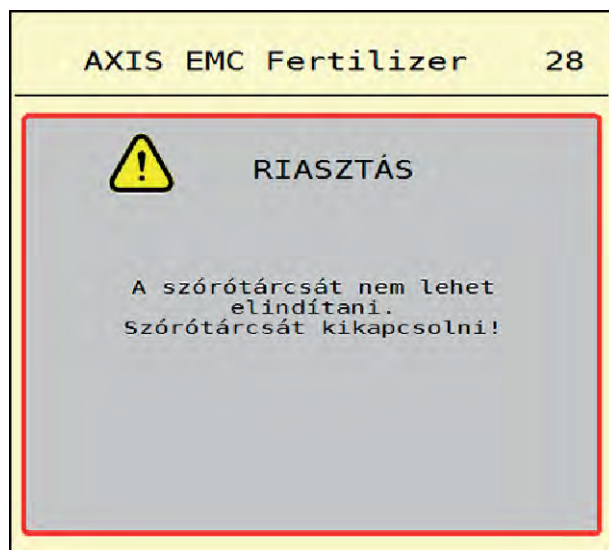 AXIS EMC Fertilizer 28
RIASZTÁS
A szórótárcsát nem lehet
elindítani.
Szórótárcsát kikapcsolni!